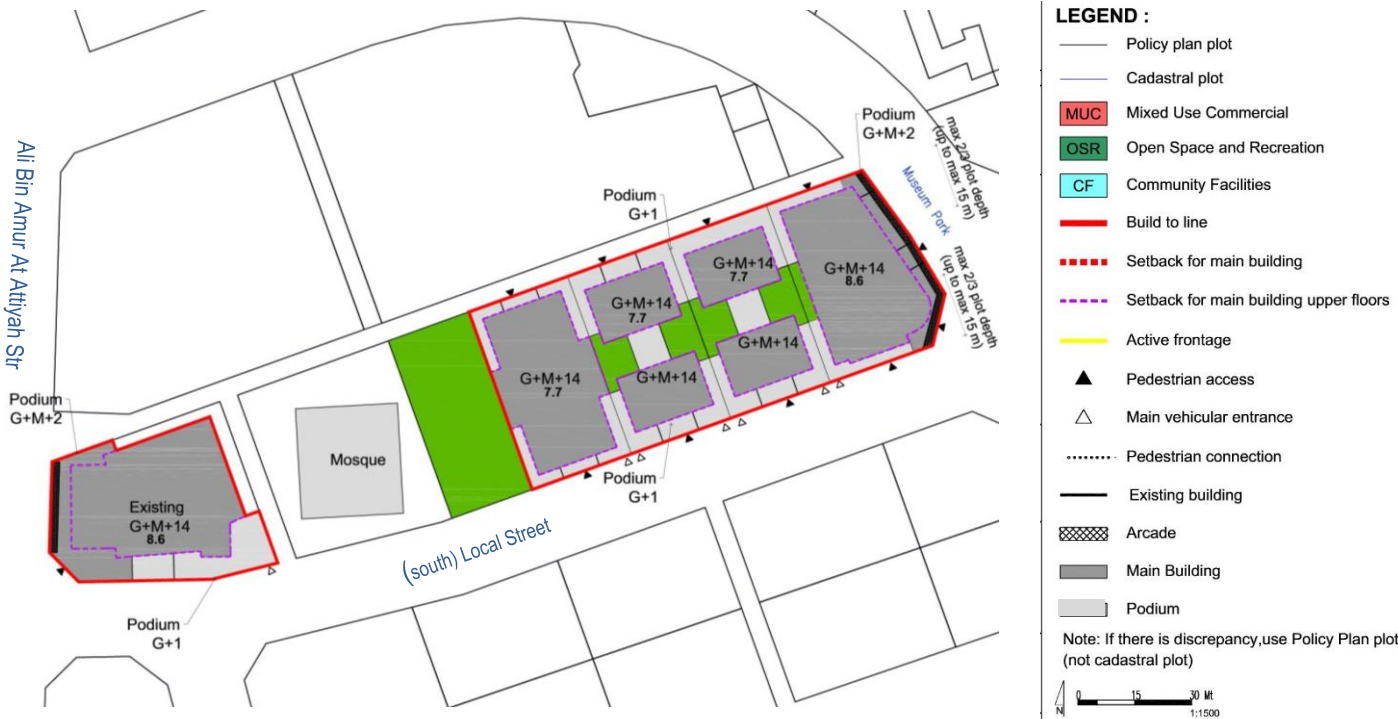 Ali Bin Amur At Attiyah Str
Podium
G+M+2
Existing
G+M+14
8.6
Podium
G+1
Mosque
(south) Local Street
Podium
G+1
G+M+14
7.7
G+M+14
7.7
G+M+14
7.7
G+M+14
G+M+14
G+M+14
8.6
Podium
G+1
Podium
G+M+2
Museum Park
max 2/3 plot depth
(up to max 15 m)
max 2/3 plot depth
(up to max 15 m)
LEGEND :
Policy plan plot
Cadastral plot
MUC Mixed Use Commercial
OSR Open Space and Recreation
CF Community Facilities
Build to line
Setback for main building
Setback for main building upper floors
Active frontage
Pedestrian access
Main vehicular entrance
Pedestrian connection
Existing building
Arcade
Main Building
Podium
Note: If there is discrepancy,use Policy Plan plot
(not cadastral plot)
N
0 15 30 Mt
1:1500